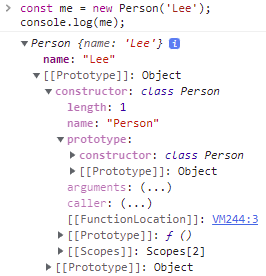 > const me = new Person('Lee');
console.log(me);
▼ Person {name: 'Lee'} i
name: "Lee"
▼ [[Prototype]]: Object
▼ constructor: class Person
length: 1
name: "Person"
▼ prototype:
▶ constructor: class Person
▶ [[Prototype]]: Object
arguments: (...)
caller: (...)
[[FunctionLocation]]: VM244:3
▶ [[Prototype]]: ƒ ()
▶ [[Scopes]]: Scopes[2]
▶ [[Prototype]]: Object